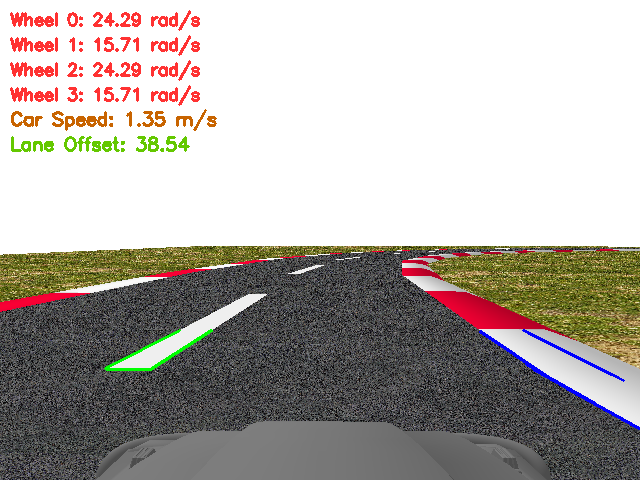 Wheel 0: 24.29 rad/s
Wheel 1: 15.71 rad/s
Wheel 2: 24.29 rad/s
Wheel 3: 15.71 rad/s
Car Speed: 1.35 m/s
Lane Offset: 38.54